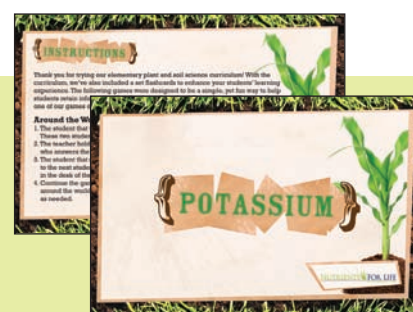 {INSTRUCTIONS}
Thank you for trying our elementary plant and soil science curriculum! With the
curriculum, we've also included a set flashcards to enhance your students' learning
experience. The following games were designed to be a simple, yet fun way to help
students retain
one of our games
Around the
1. The student that
These two
2. The teacher
who answers the
3. The student that
to the next
in the desk of the
4. Continue the
around the
as needed.
{POTASSIUM}
NUTRIENTS FOR LIFE